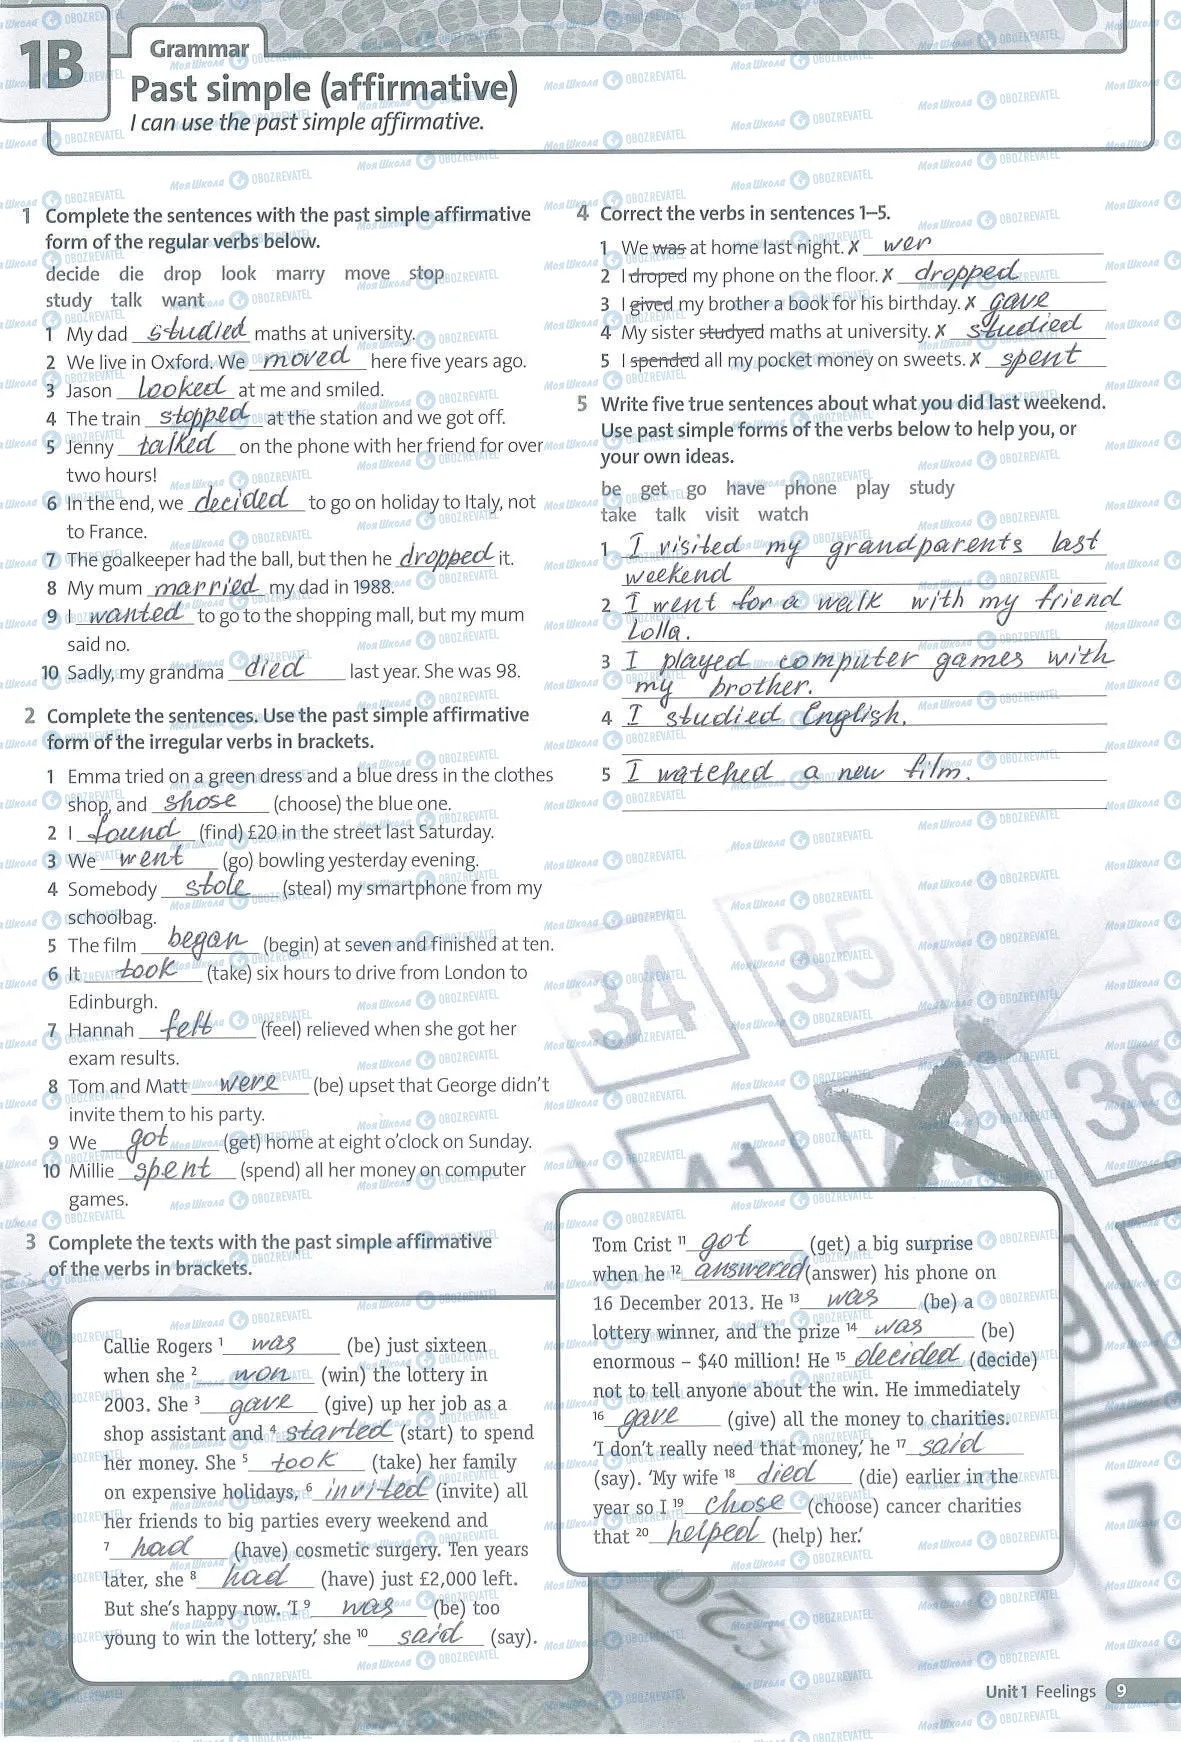 1B
Grammar
Past simple (affirmative)
I can use the past simple affirmative.
1 Complete the sentences with the past simple affirmative
form of the regular verbs below.
decide die drop look marry move stop
study talk want
1 My dad studied maths at university.
2 We live in Oxford. We moved here five years ago.
3 Jason looked at me and smiled.
4 The train stopped at the station and we got off.
5 Jenny talked on the phone with her friend for over
two hours!
6 In the end, we decided to go on holiday to Italy, not
to France.
7 The goalkeeper had the ball, but then he dropped it.
8 My mum married my dad in 1988.
9 I wanted to go to the shopping mall, but my mum
said no.
10 Sadly, my grandma died last year. She was 98.
2 Complete the sentences. Use the past simple affirmative
form of the irregular verbs in brackets.
1 Emma tried on a green dress and a blue dress in the clothes
shop, and shose (choose) the blue one.
2 I found (find) £20 in the street last Saturday.
3 We went (go) bowling yesterday evening.
4 Somebody stole (steal) my smartphone from my
schoolbag.
5 The film began (begin) at seven and finished at ten.
6 It took (take) six hours to drive from London to
Edinburgh.
7 Hannah felt (feel) relieved when she got her
exam results.
8 Tom and Matt were (be) upset that George didn't
invite them to his party.
9 We got (get) home at eight o'clock on Sunday.
10 Millie spent (spend) all her money on computer
games.
3 Complete the texts with the past simple affirmative
of the verbs in brackets.
Callie Rogers 1 was (be) just sixteen
when she 2 won (win) the lottery in
2003. She 3 gave (give) up her job as a
shop assistant and 4 started (start) to spend
her money. She 5 took (take) her family
on expensive holidays, 6 invited (invite) all
her friends to big parties every weekend and
7 had (have) cosmetic surgery. Ten years
later, she 8 had (have) just £2,000 left.
But she's happy now. 'I 9 was (be) too
young to win the lottery,' she 10 said (say).
4 Correct the verbs in sentences 1–5.
1 We was at home last night. ✗ wer
2 I droped my phone on the floor. ✗ dropped
3 I gived my brother a book for his birthday. ✗ gave
4 My sister studyed maths at university. ✗ studied
5 I spended all my pocket money on sweets. ✗ spent
5 Write five true sentences about what you did last weekend.
Use past simple forms of the verbs below to help you, or
your own ideas.
be get go have phone play study
take talk visit watch
1 I visited my grandparents last
weekend
2 I went for a walk with my friend
Lolla.
3 I played computer games with
my brother.
4 I studied English.
5 I watched a new film.
34
35
36
41
Tom Crist 11 got (get) a big surprise
when he 12 answered (answer) his phone on
16 December 2013. He 13 was (be) a
lottery winner, and the prize 14 was (be)
enormous – $40 million! He 15 decided (decide)
not to tell anyone about the win. He immediately
16 gave (give) all the money to charities.
'I don't really need that money,' he 17 said
(say). 'My wife 18 died (die) earlier in the
year so I 19 chose (choose) cancer charities
that 20 helped (help) her.'
Unit 1 Feelings 9
Моя Школа OBOZREVATEL